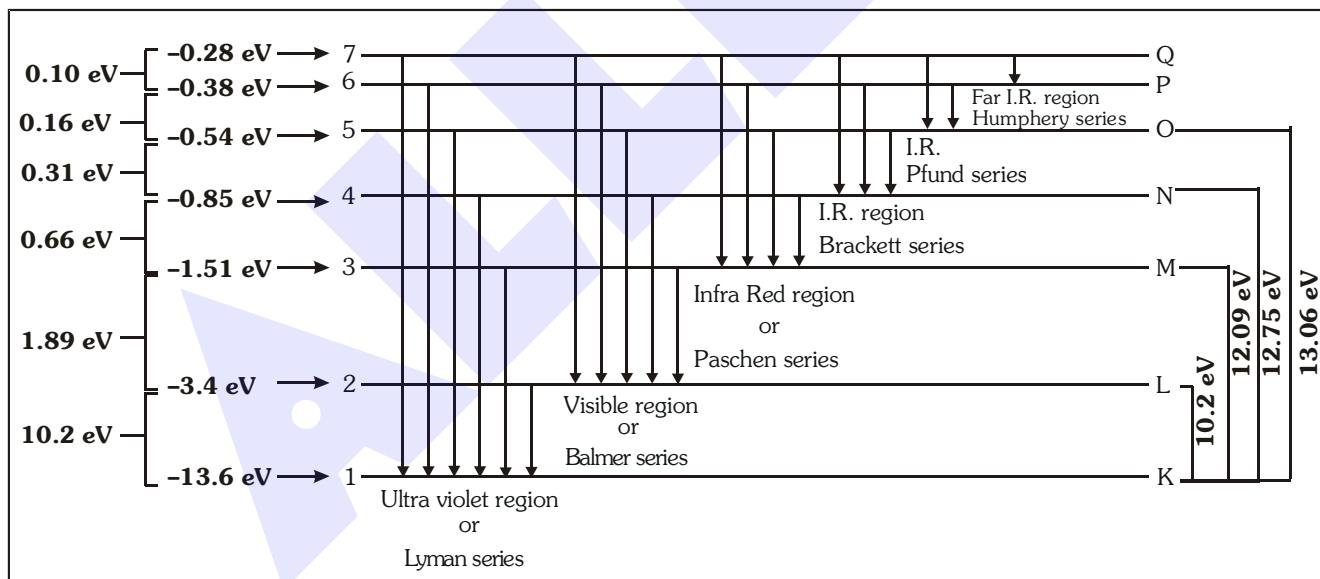 –0.28 eV 7 Q
0.10 eV
–0.38 eV 6 P
Far I.R. region
Humphery series
0.16 eV
–0.54 eV 5 O
I.R.
Pfund series
0.31 eV
–0.85 eV 4 N
I.R. region
Brackett series
0.66 eV
–1.51 eV 3 M
Infra Red region
or
Paschen series
1.89 eV
–3.4 eV 2 L
Visible region
or
Balmer series
10.2 eV
–13.6 eV 1 K
Ultra violet region
or
Lyman series
10.2 eV
12.09 eV
12.75 eV
13.06 eV
ALLE